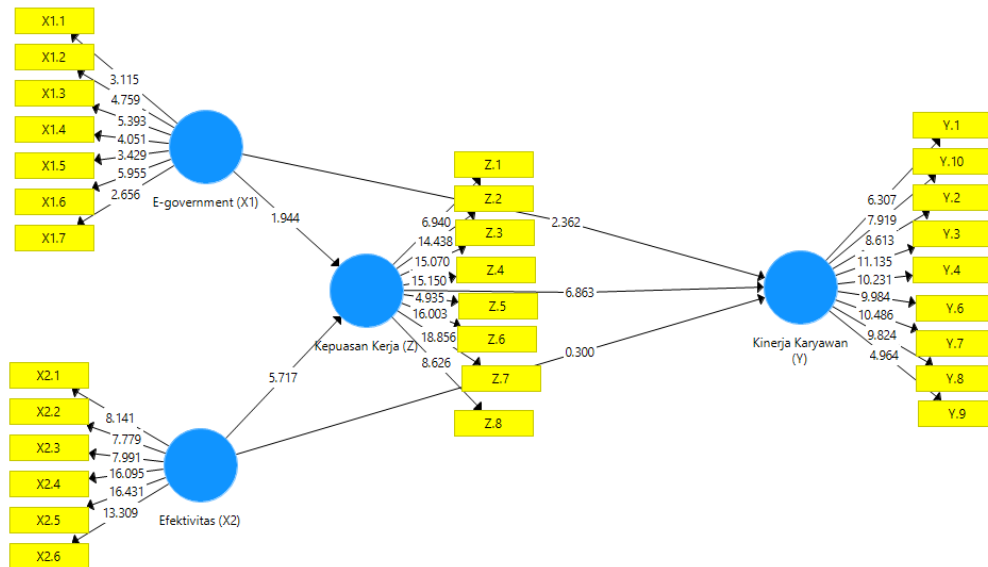 X1.1
X1.2
X1.3
X1.4
X1.5
X1.6
X1.7
3.115
4.759
5.393
4.051
3.429
5.955
2.656
E-government (X1)
1.944
2.362
Z.1
Z.2
Z.3
Z.4
Z.5
Z.6
Z.7
Z.8
6.940
14.438
15.070
15.150
4.935
16.003
18.856
8.626
Kepuasan Kerja (Z)
6.863
5.717
0.300
X2.1
X2.2
X2.3
X2.4
X2.5
X2.6
8.141
7.779
7.991
16.095
16.431
13.309
Efektivitas (X2)
Y.1
Y.10
Y.2
Y.3
Y.4
Y.6
Y.7
Y.8
Y.9
6.307
7.919
8.613
11.135
10.231
9.984
10.486
9.824
4.964
Kinerja Karyawan
(Y)